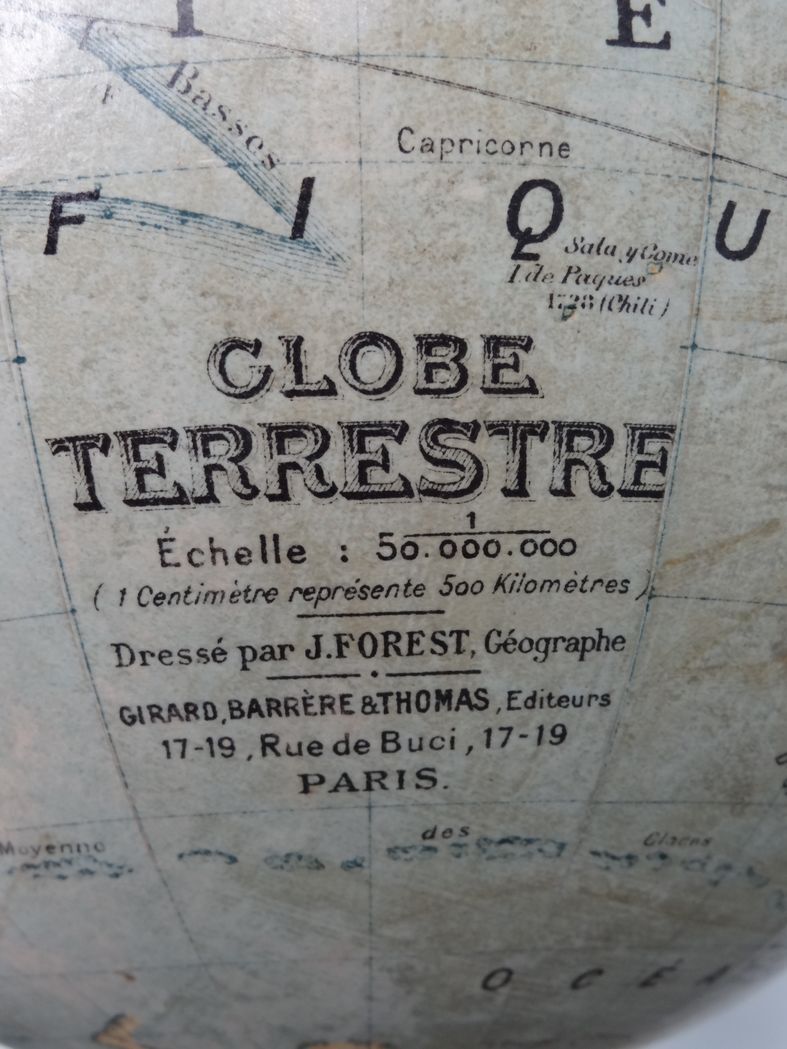 I E
Basses
Capricorne
F I Q U
Sala y Gome
I. de Paques
(Chili)
GLOBE
TERRESTRE
Échelle : 1/50.000.000
( 1 Centimètre représente 500 Kilomètres )
Dressé par J. FOREST, Géographe
GIRARD, BARRÈRE & THOMAS, Editeurs
17-19, Rue de Buci, 17-19
PARIS.
Moyenne des Glaces
O C É A